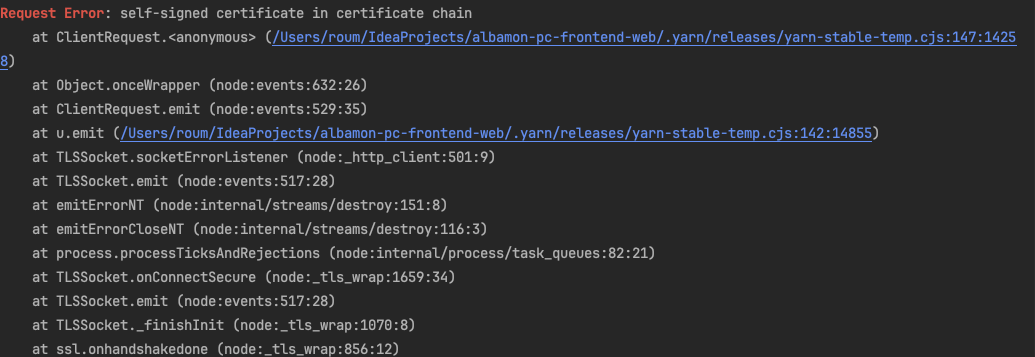 Request Error: self-signed certificate in certificate chain
at ClientRequest.<anonymous> (/Users/roum/IdeaProjects/albamon-pc-frontend-web/.yarn/releases/yarn-stable-temp.cjs:147:1425
8)
at Object.onceWrapper (node:events:632:26)
at ClientRequest.emit (node:events:529:35)
at u.emit (/Users/roum/IdeaProjects/albamon-pc-frontend-web/.yarn/releases/yarn-stable-temp.cjs:142:14855)
at TLSSocket.socketErrorListener (node:_http_client:501:9)
at TLSSocket.emit (node:events:517:28)
at emitErrorNT (node:internal/streams/destroy:151:8)
at emitErrorCloseNT (node:internal/streams/destroy:116:3)
at process.processTicksAndRejections (node:internal/process/task_queues:82:21)
at TLSSocket.onConnectSecure (node:_tls_wrap:1659:34)
at TLSSocket.emit (node:events:517:28)
at TLSSocket._finishInit (node:_tls_wrap:1070:8)
at ssl.onhandshakedone (node:_tls_wrap:856:12)